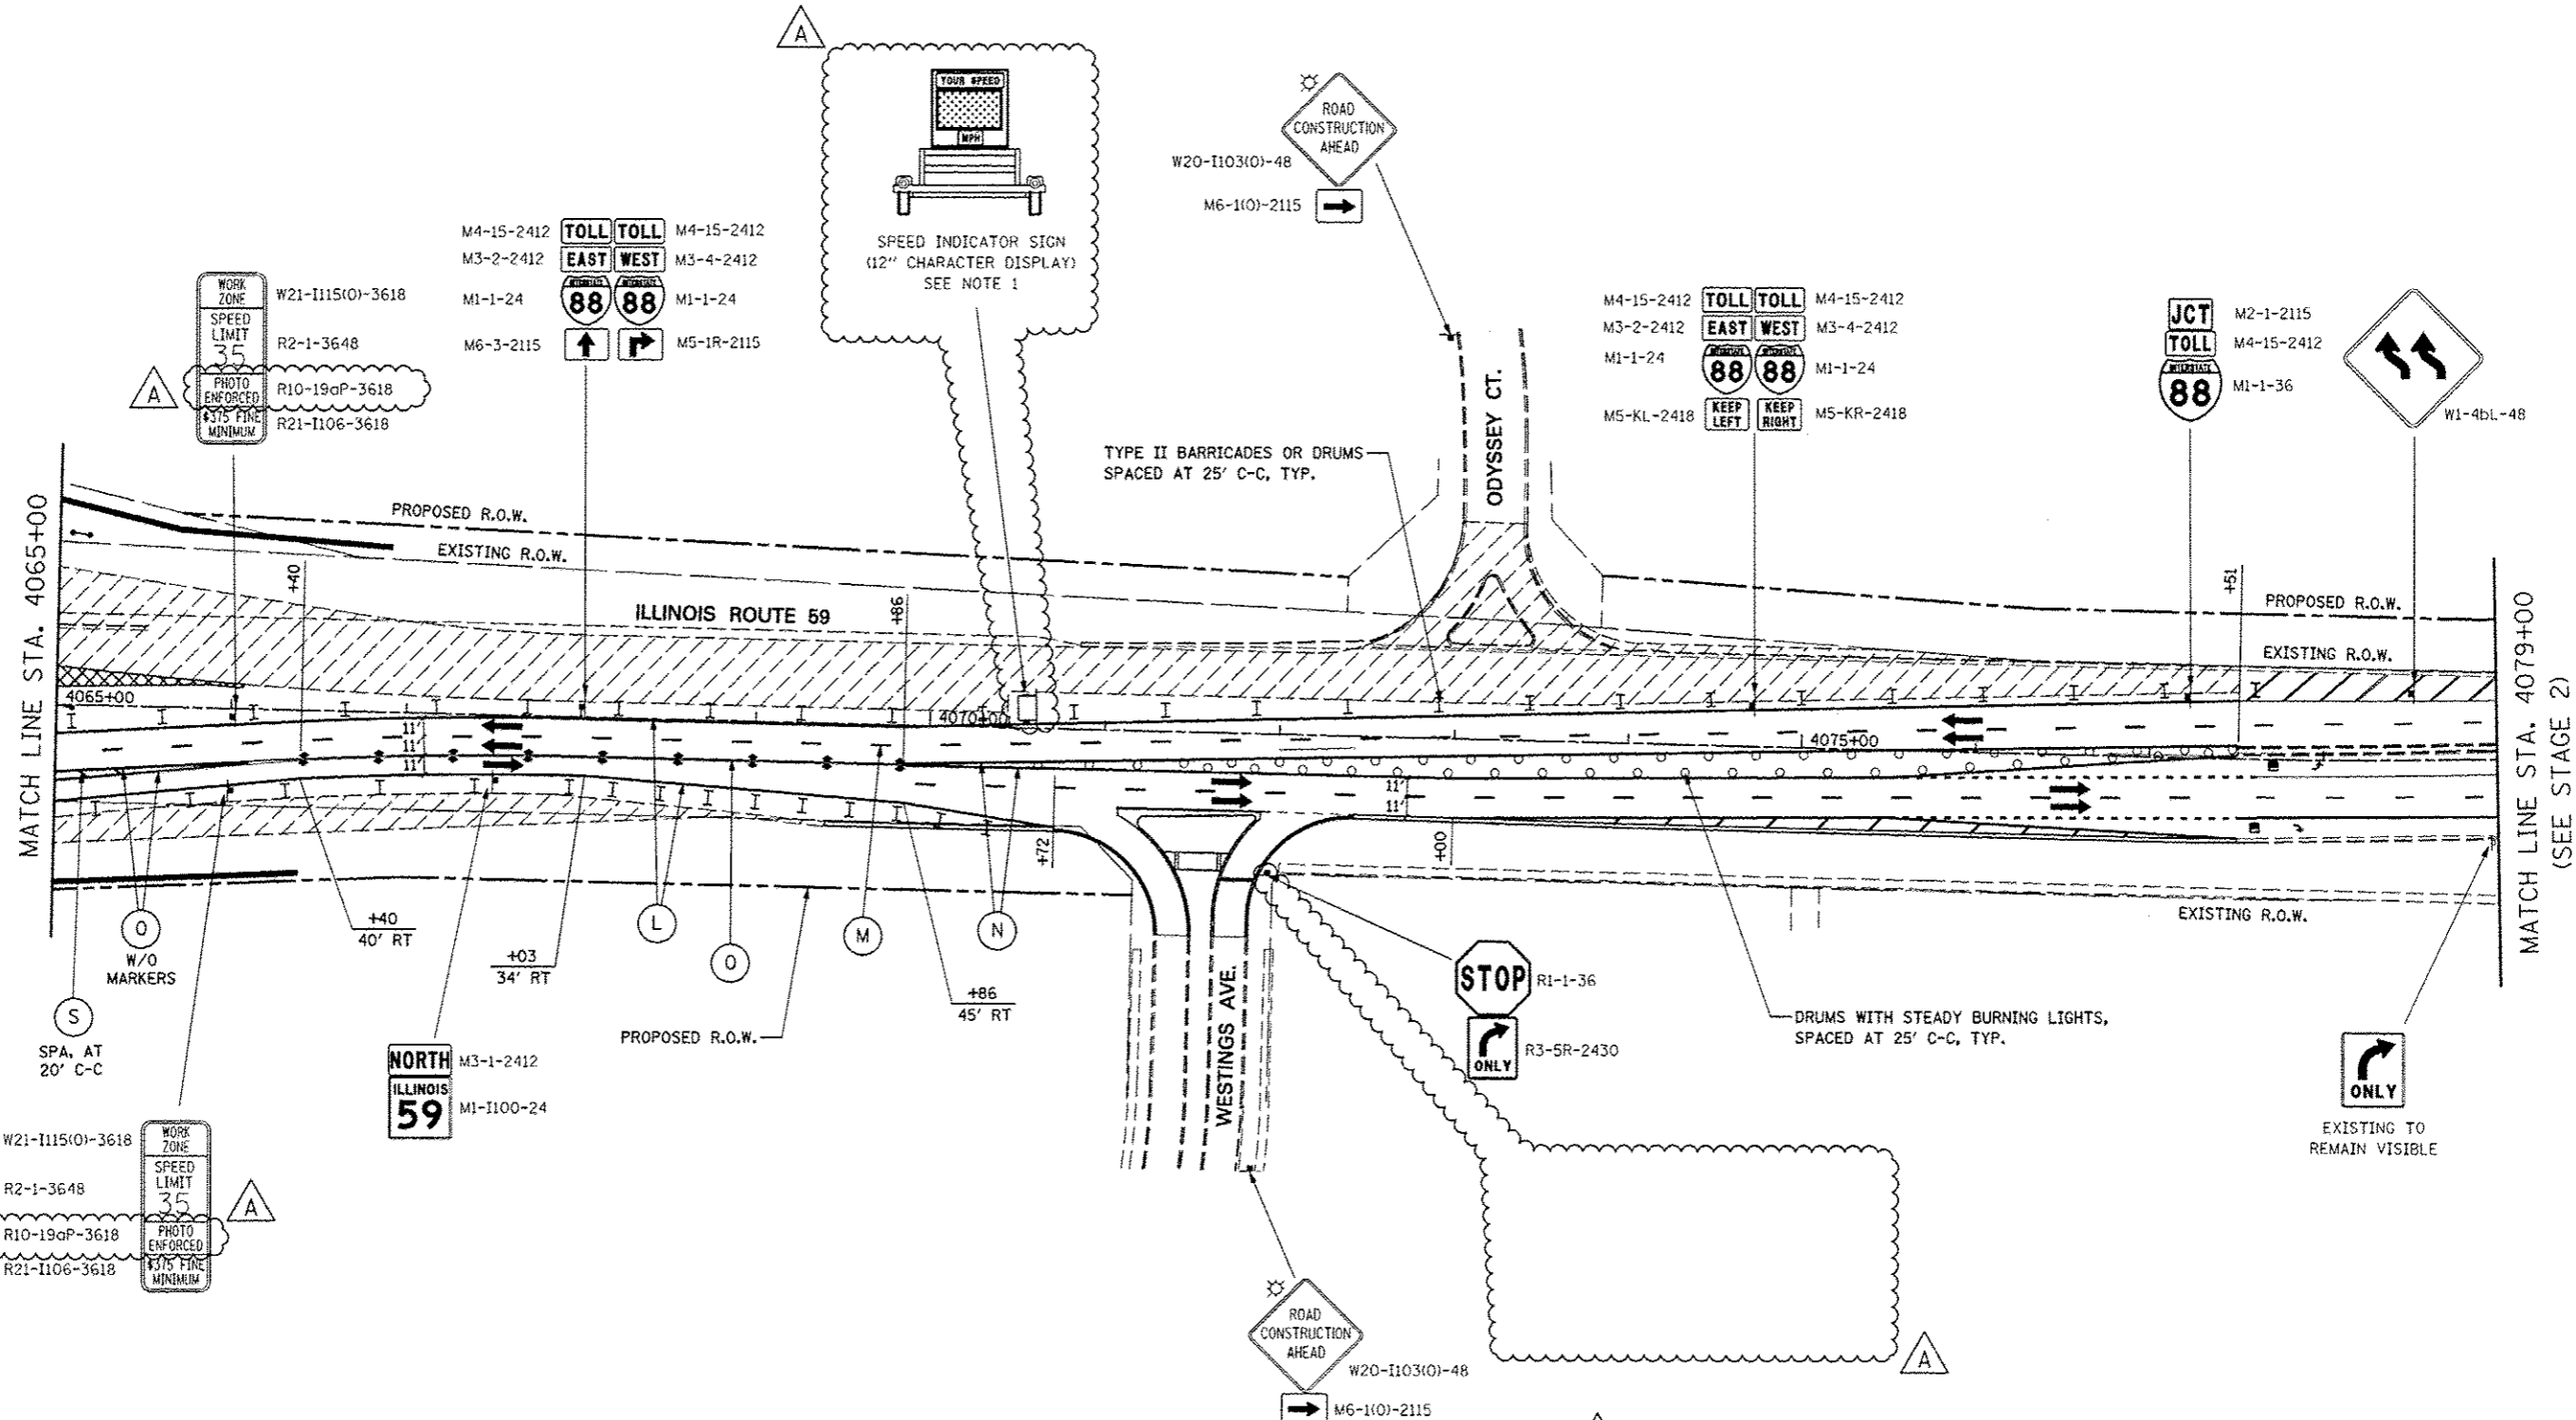 A
YOUR SPEED
MPH
SPEED INDICATOR SIGN
(12" CHARACTER DISPLAY)
SEE NOTE 1
ROAD
CONSTRUCTION
AHEAD
W20-I103(O)-48
M6-1(O)-2115
M4-15-2412 TOLL TOLL M4-15-2412
M3-2-2412 EAST WEST M3-4-2412
INTERSTATE INTERSTATE
M1-1-24 88 88 M1-1-24
M6-3-2115 M5-1R-2115
WORK
ZONE
W21-I115(O)-3618
SPEED
LIMIT
35
R2-1-3648
A
PHOTO
ENFORCED
R10-19aP-3618
$375 FINE
MINIMUM
R21-I106-3618
M4-15-2412 TOLL TOLL M4-15-2412
M3-2-2412 EAST WEST M3-4-2412
INTERSTATE INTERSTATE
M1-1-24 88 88 M1-1-24
M5-KL-2418 KEEP LEFT KEEP RIGHT M5-KR-2418
JCT M2-1-2115
TOLL M4-15-2412
INTERSTATE
88 M1-1-36
W1-4bL-48
TYPE II BARRICADES OR DRUMS
SPACED AT 25' C-C, TYP.
ODYSSEY CT.
MATCH LINE STA. 4065+00
PROPOSED R.O.W.
EXISTING R.O.W.
+40
ILLINOIS ROUTE 59
+86
+51
PROPOSED R.O.W.
EXISTING R.O.W.
MATCH LINE STA. 4079+00
(SEE STAGE 2)
4065+00
4070+00
4075+00
11'
11'
11'
11'
11'
+72
+00
EXISTING R.O.W.
O
W/O
MARKERS
S
SPA. AT
20' C-C
+40
40' RT
+03
34' RT
L
O
M
N
+86
45' RT
PROPOSED R.O.W.
WESTINGS AVE.
NORTH M3-1-2412
ILLINOIS
59 M1-I100-24
STOP R1-1-36
ONLY R3-5R-2430
DRUMS WITH STEADY BURNING LIGHTS,
SPACED AT 25' C-C, TYP.
ONLY
EXISTING TO
REMAIN VISIBLE
W21-I115(O)-3618
WORK
ZONE
R2-1-3648
SPEED
LIMIT
35
A
R10-19aP-3618
PHOTO
ENFORCED
R21-I106-3618
$375 FINE
MINIMUM
ROAD
CONSTRUCTION
AHEAD
W20-I103(O)-48
M6-1(O)-2115
A